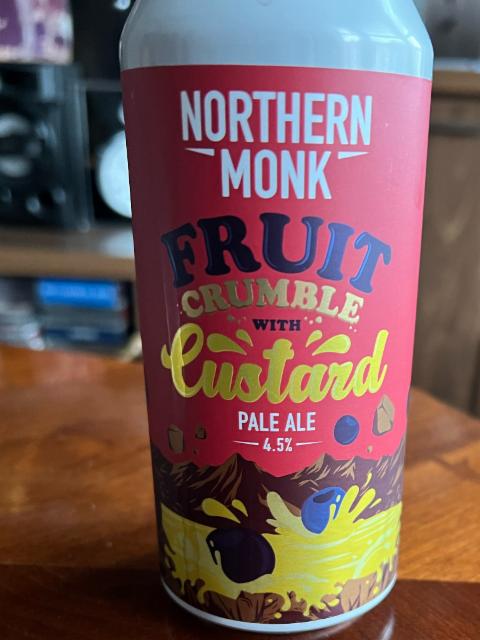 NORTHERN
MONK
FRUIT
CRUMBLE
WITH
Custard
PALE ALE
4.5%